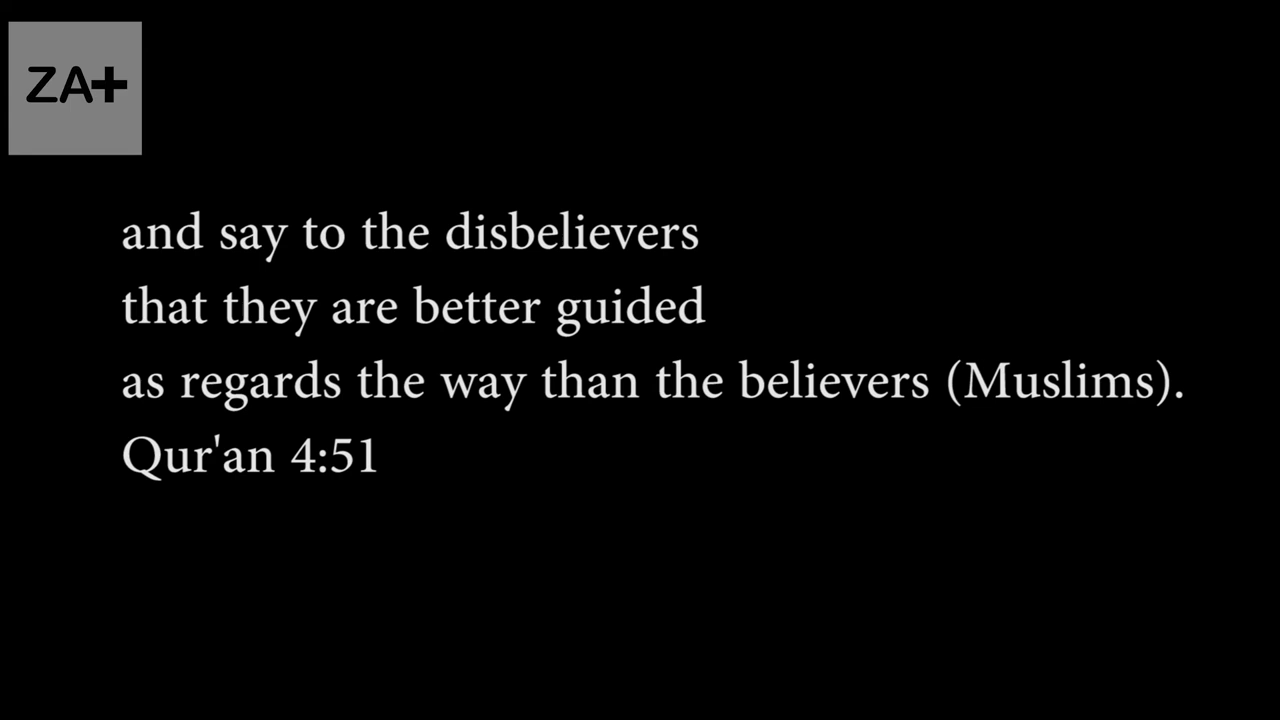 ZA+
and say to the disbelievers
that they are better guided
as regards the way than the believers (Muslims).
Qur'an 4:51